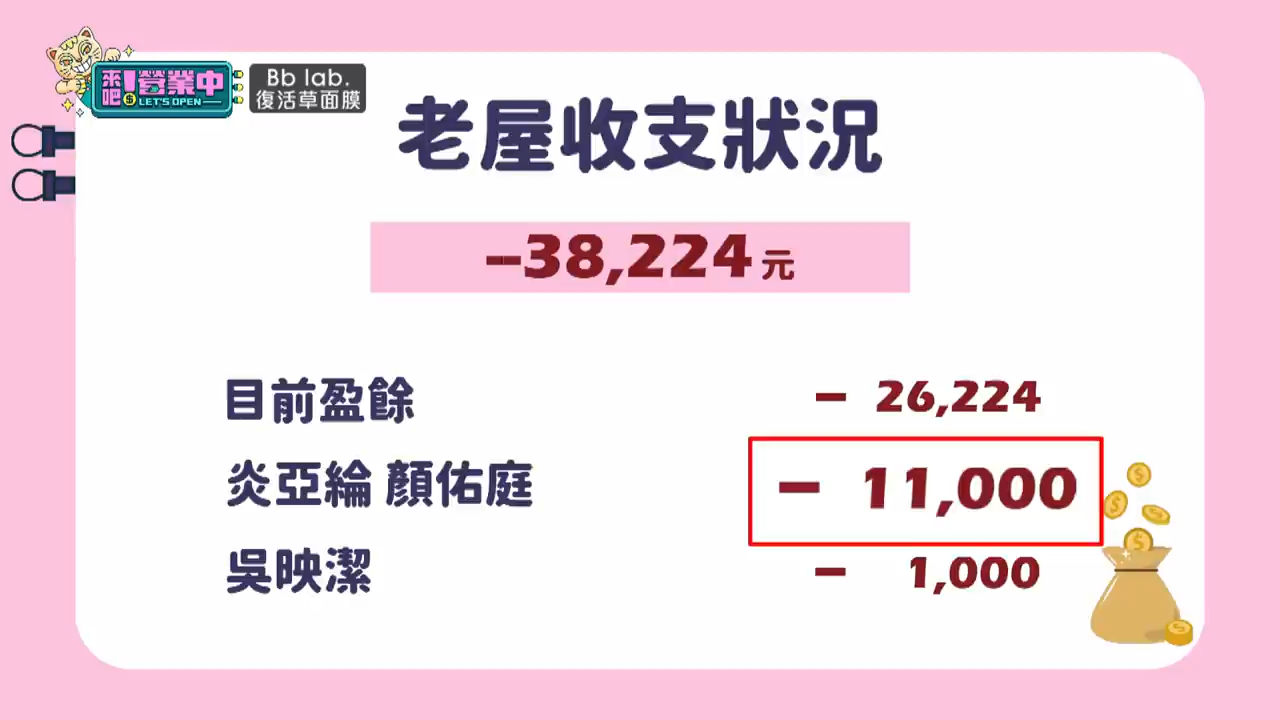 來吧！營業中
LET'S OPEN
Bb lab.
復活草面膜
老屋收支狀況
–38,224元
目前盈餘 – 26,224
炎亞綸 顏佑庭 – 11,000
吳映潔 – 1,000